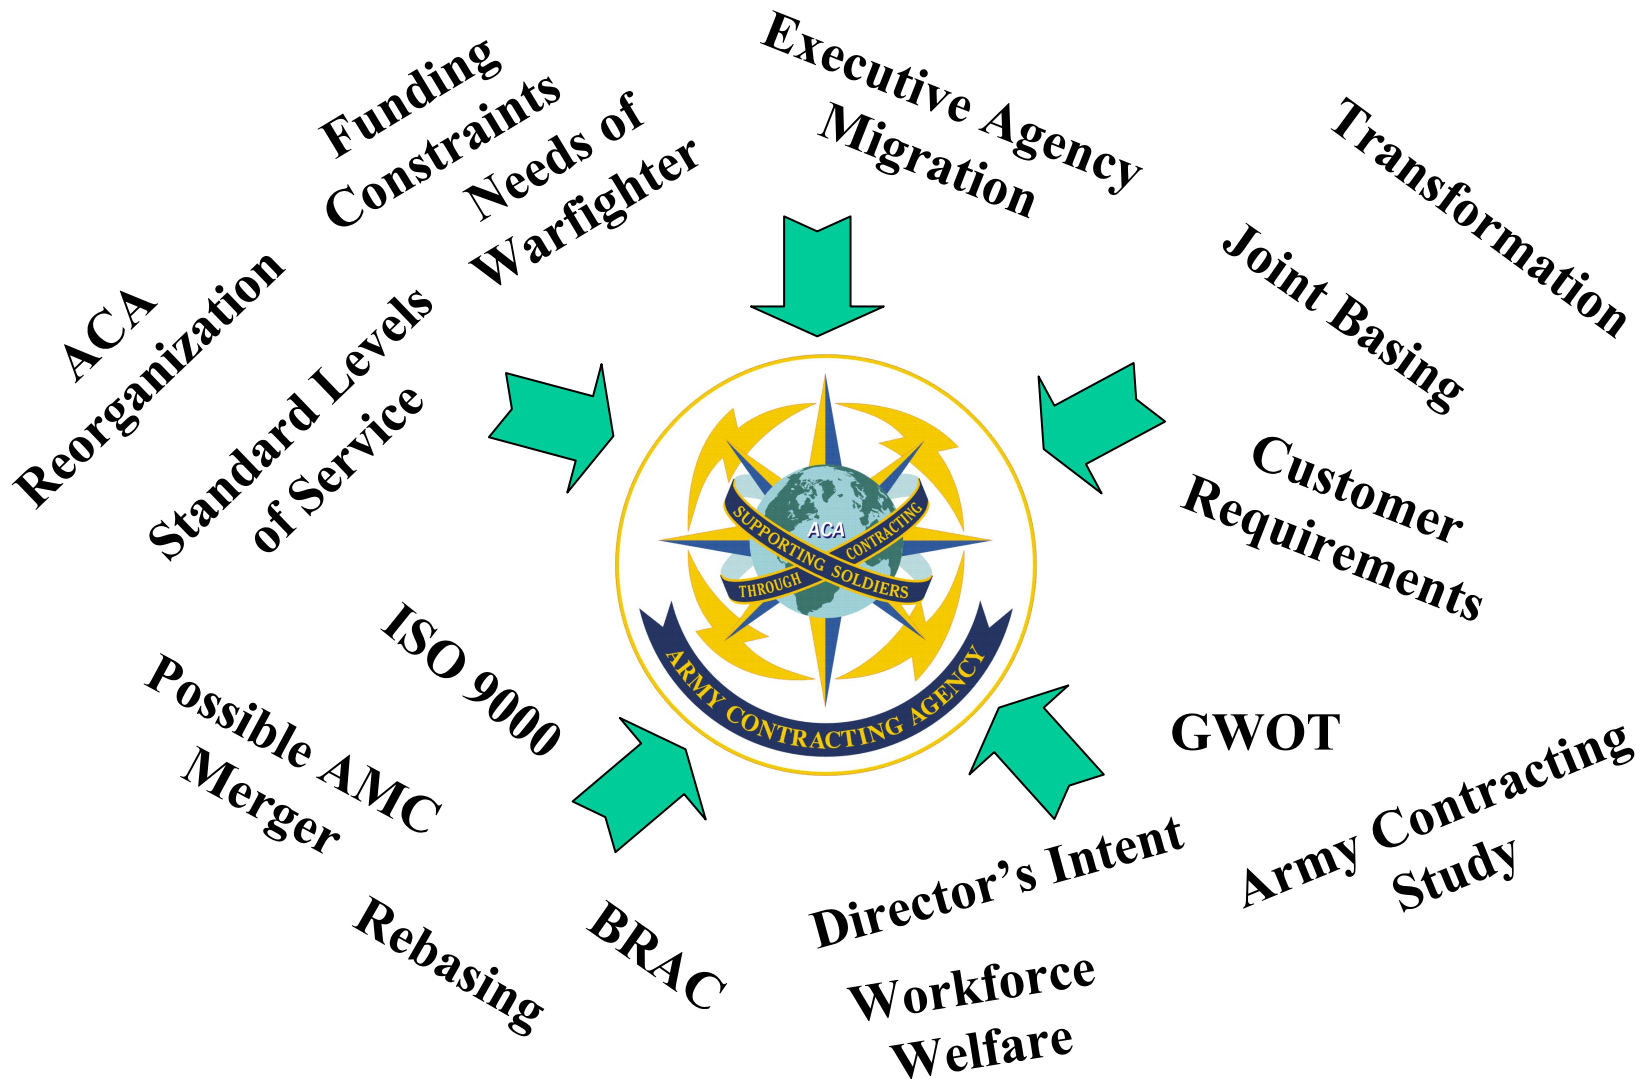 Funding
Constraints
Needs of
Warfighter
Executive Agency
Migration
Transformation
Joint Basing
ACA
Reorganization
Standard Levels
of Service
Customer
Requirements
ACA
SUPPORTING SOLDIERS
THROUGH CONTRACTING
ARMY CONTRACTING AGENCY
ISO 9000
Possible AMC
Merger
GWOT
Army Contracting
Study
Director’s Intent
Rebasing
BRAC
Workforce
Welfare